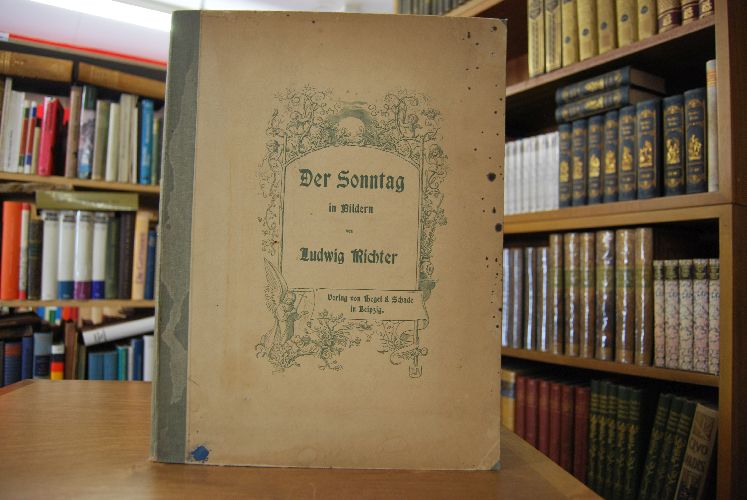 Der Sonntag
in Bildern
von
Ludwig Richter
Verlag von Hegel & Schade
in Leipzig.